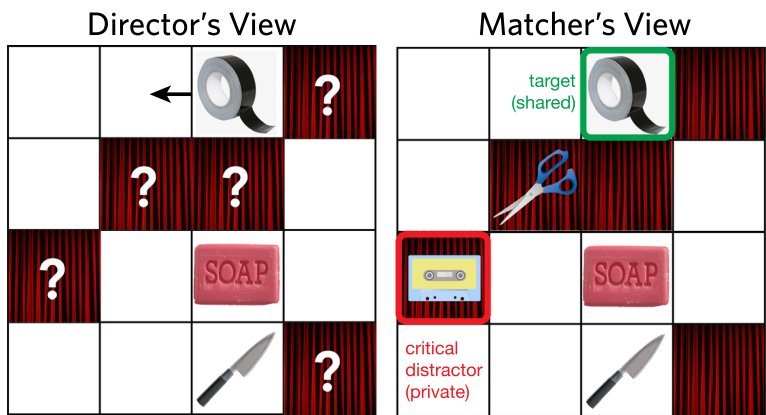 Director's View
Matcher's View
?
target
(shared)
?
?
?
SOAP
SOAP
?
critical
distractor
(private)